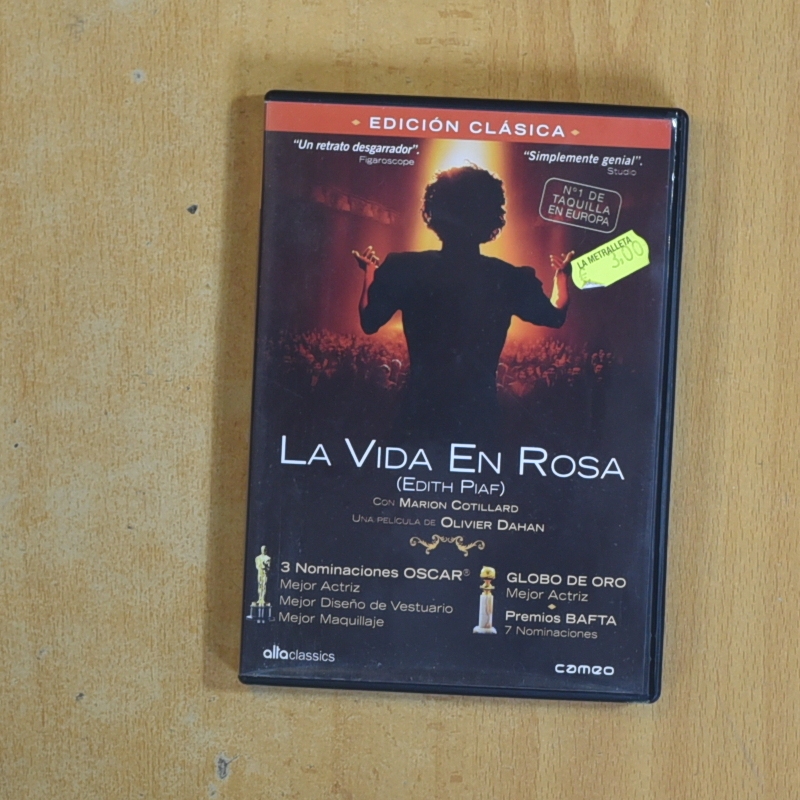 EDICIÓN CLÁSICA
"Un retrato desgarrador".
Figaroscope
"Simplemente genial".
Studio
Nº1 DE
TAQUILLA
EN EUROPA
LA METRALLETA
€ 3,00
LA VIDA EN ROSA
(EDITH PIAF)
CON MARION COTILLARD
UNA PELÍCULA DE OLIVIER DAHAN
3 Nominaciones OSCAR®
Mejor Actriz
Mejor Diseño de Vestuario
Mejor Maquillaje
GLOBO DE ORO
Mejor Actriz
Premios BAFTA
7 Nominaciones
altaclassics
cameo